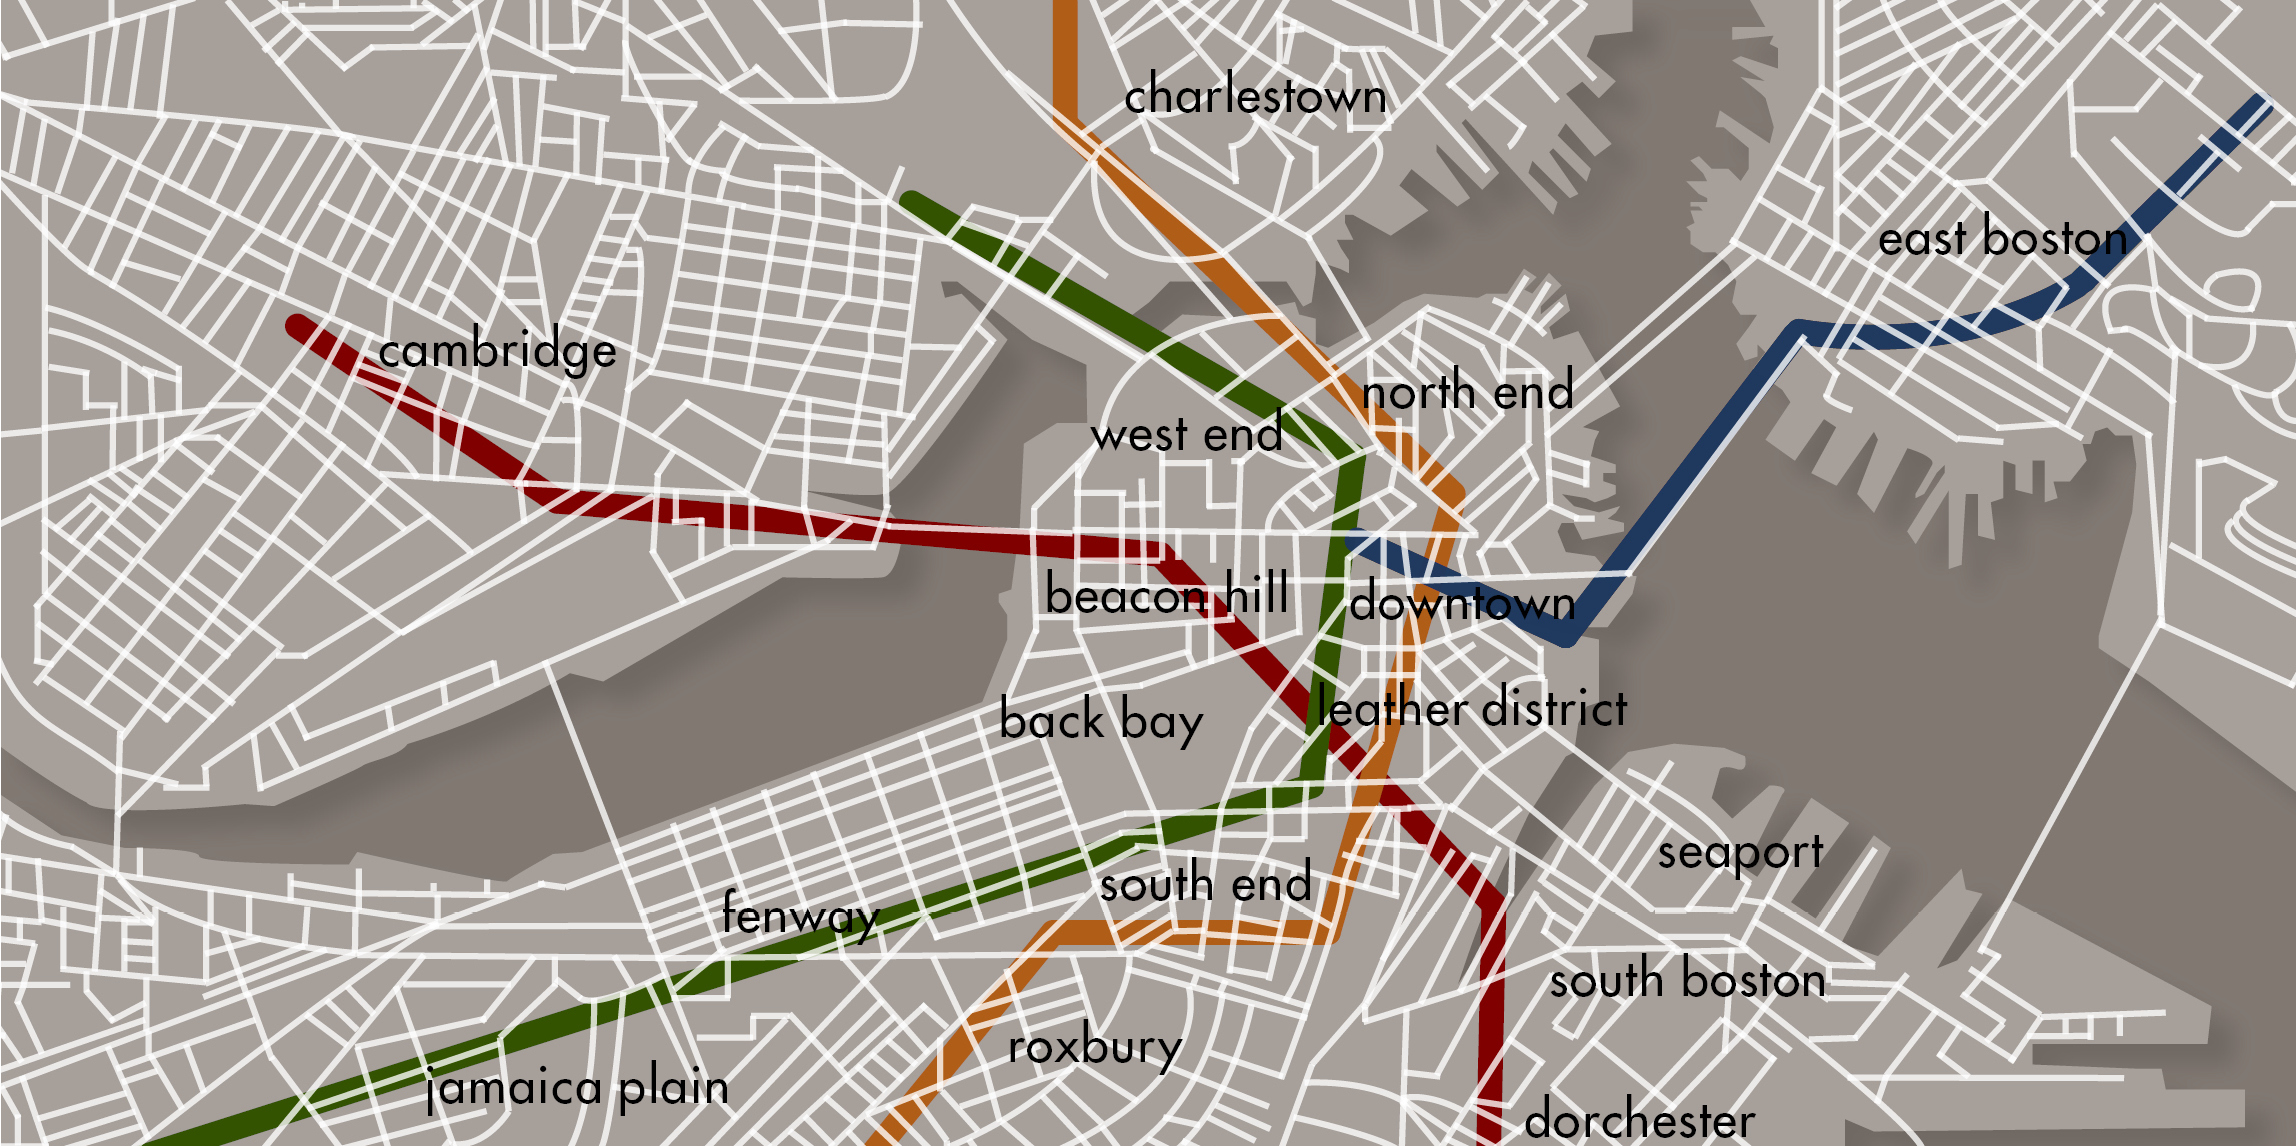 charlestown
east boston
cambridge
north end
west end
beacon hill
downtown
leather district
back bay
seaport
south end
fenway
south boston
roxbury
jamaica plain
dorchester